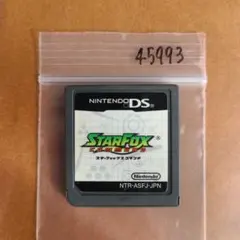 45993
NINTENDO DS
STARFOX
COMMAND
スターフォックス コマンド
Nintendo
NTR-ASFJ-JPN